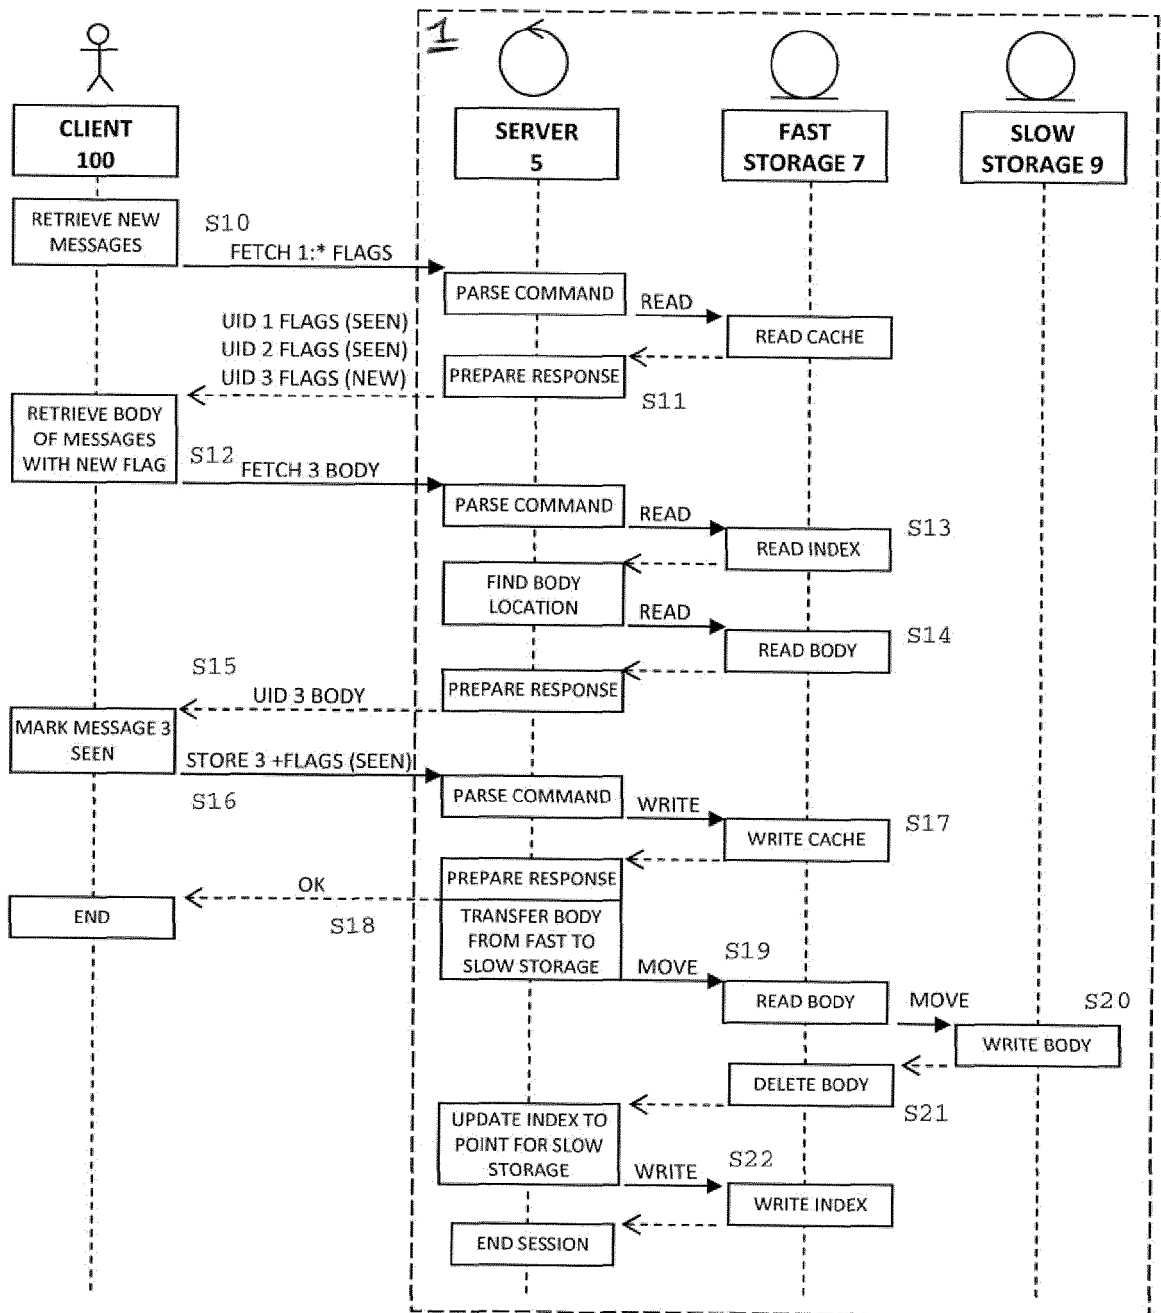 1
CLIENT
100
SERVER
5
FAST
STORAGE 7
SLOW
STORAGE 9
RETRIEVE NEW
MESSAGES
S10
FETCH 1:* FLAGS
PARSE COMMAND
READ
READ CACHE
UID 1 FLAGS (SEEN)
UID 2 FLAGS (SEEN)
UID 3 FLAGS (NEW)
PREPARE RESPONSE
S11
RETRIEVE BODY
OF MESSAGES
WITH NEW FLAG
S12
FETCH 3 BODY
PARSE COMMAND
READ
READ INDEX
S13
FIND BODY
LOCATION
READ
READ BODY
S14
S15
UID 3 BODY
PREPARE RESPONSE
MARK MESSAGE 3
SEEN
STORE 3 +FLAGS (SEEN)
S16
PARSE COMMAND
WRITE
WRITE CACHE
S17
PREPARE RESPONSE
OK
END
S18
TRANSFER BODY
FROM FAST TO
SLOW STORAGE
MOVE
S19
READ BODY
MOVE
S20
WRITE BODY
DELETE BODY
S21
UPDATE INDEX TO
POINT FOR SLOW
STORAGE
WRITE
S22
WRITE INDEX
END SESSION